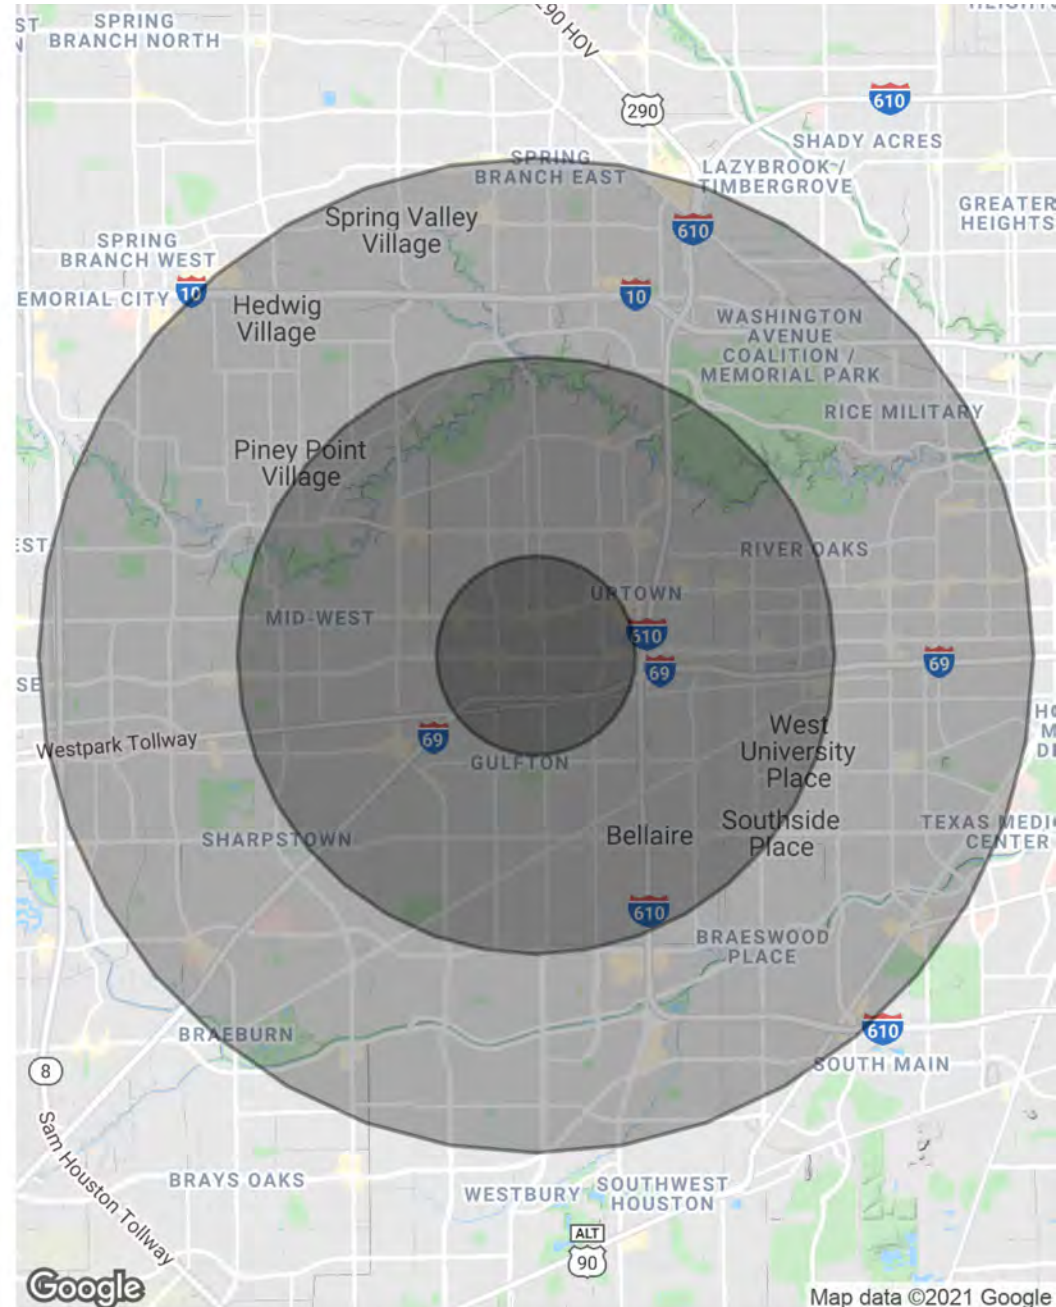 SPRING
BRANCH NORTH
290 HOV
290
610
SHADY ACRES
SPRING
BRANCH EAST
LAZYBROOK /
TIMBERGROVE
GREATER
HEIGHTS
Spring Valley
Village
610
SPRING
BRANCH WEST
EMORIAL CITY
10
Hedwig
Village
10
WASHINGTON
AVENUE
COALITION /
MEMORIAL PARK
RICE MILITARY
Piney Point
Village
EST
RIVER OAKS
UPTOWN
MID-WEST
610
69
69
SE
Westpark Tollway
69
GULFTON
West
University
Place
SHARPSTOWN
Bellaire
Southside
Place
TEXAS MEDIC
CENTER
610
BRAESWOOD
PLACE
BRAEBURN
610
SOUTH MAIN
8
Sam Houston Tollway
BRAYS OAKS
WESTBURY
SOUTHWEST
HOUSTON
ALT
90
Google
Map data ©2021 Google